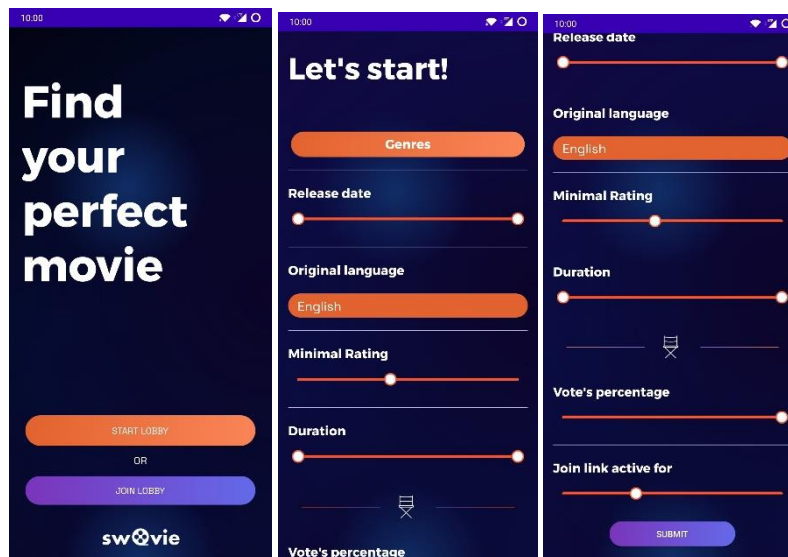 10:00
Find
your
perfect
movie
START LOBBY
OR
JOIN LOBBY
swovie
10:00
Let's start!
Genres
Release date
Original language
English
Minimal Rating
Duration
Vote's percentage
10:00
Release date
Original language
English
Minimal Rating
Duration
Vote's percentage
Join link active for
SUBMIT